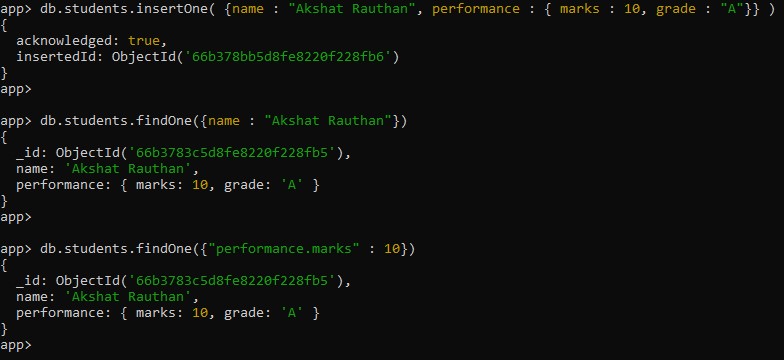 app> db.students.insertOne( {name : "Akshat Rauthan", performance : { marks : 10, grade : "A"}} )
{
  acknowledged: true,
  insertedId: ObjectId('66b378bb5d8fe8220f228fb6')
}
app>
app> db.students.findOne({name : "Akshat Rauthan"})
{
  _id: ObjectId('66b3783c5d8fe8220f228fb5'),
  name: 'Akshat Rauthan',
  performance: { marks: 10, grade: 'A' }
}
app>
app> db.students.findOne({"performance.marks" : 10})
{
  _id: ObjectId('66b3783c5d8fe8220f228fb5'),
  name: 'Akshat Rauthan',
  performance: { marks: 10, grade: 'A' }
}
app>